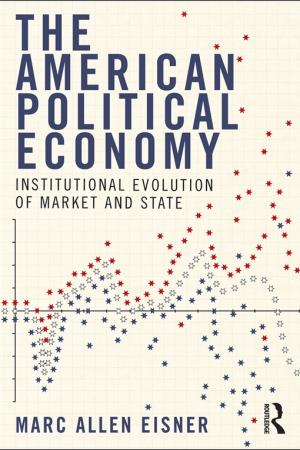 THE
AMERICAN
POLITICAL
ECONOMY
INSTITUTIONAL EVOLUTION
OF MARKET AND STATE
MARC ALLEN EISNER
ROUTLEDGE